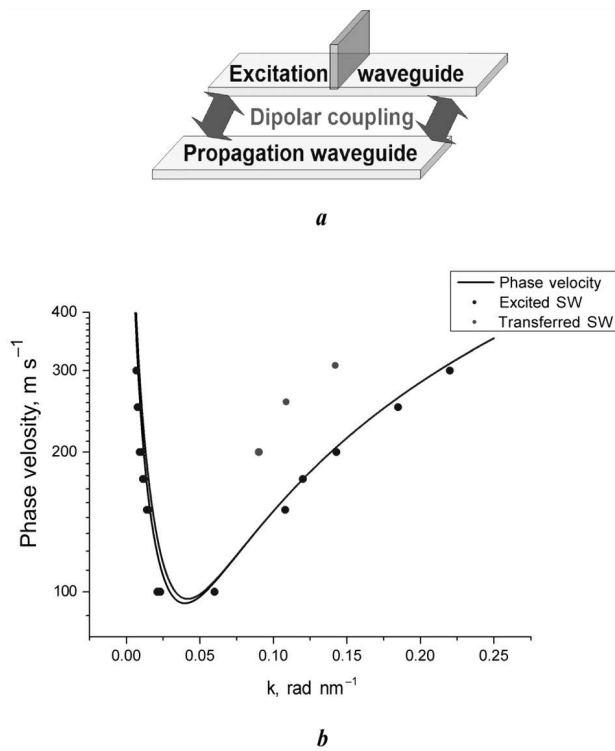 Excitation waveguide
Dipolar coupling
Propagation waveguide
a
Phase velocity
Excited SW
Transferred SW
400
300
200
100
Phase velosity, m s⁻¹
0.00 0.05 0.10 0.15 0.20 0.25
k, rad nm⁻¹
b